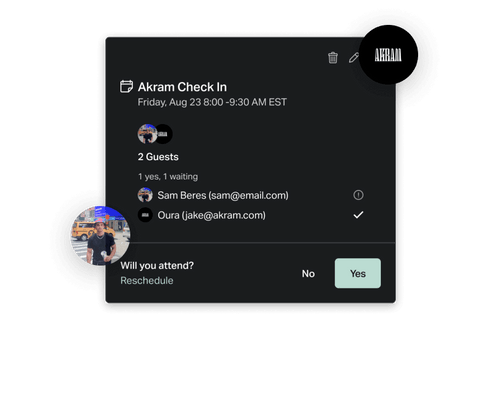 AKRAM
Akram Check In
Friday, Aug 23 8:00 -9:30 AM EST
2 Guests
1 yes, 1 waiting
Sam Beres (sam@email.com)
Oura (jake@akram.com)
Will you attend?
Reschedule
No
Yes